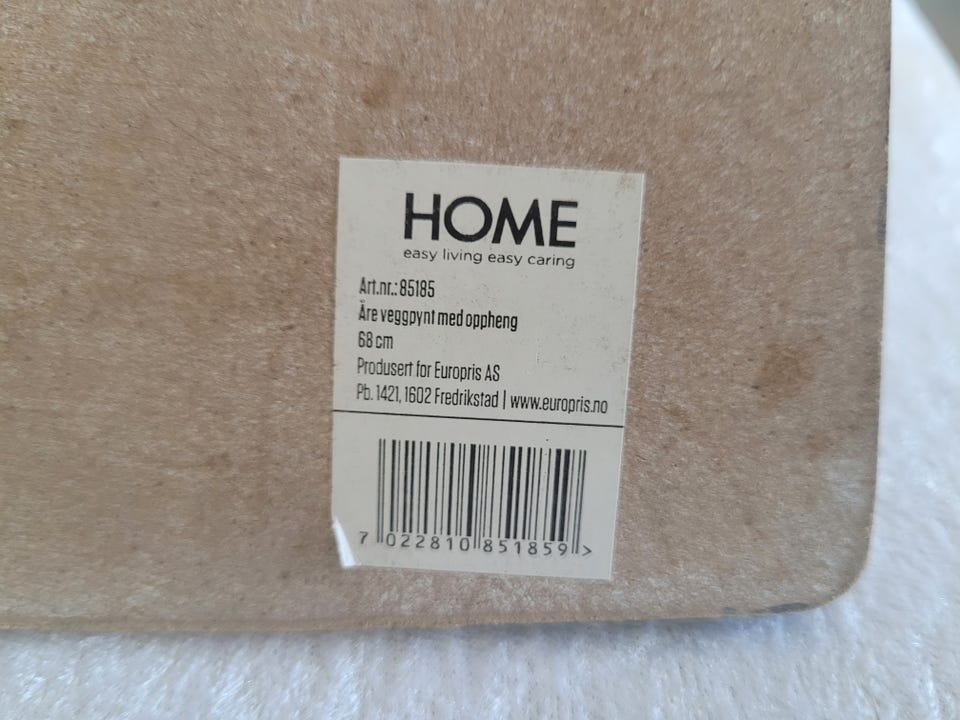 HOME
easy living easy caring
Art.nr.: 85185
Åre veggpynt med oppheng
68 cm
Produsert for Europris AS
Pb. 1421, 1602 Fredrikstad | www.europris.no
7 022810 851859 >